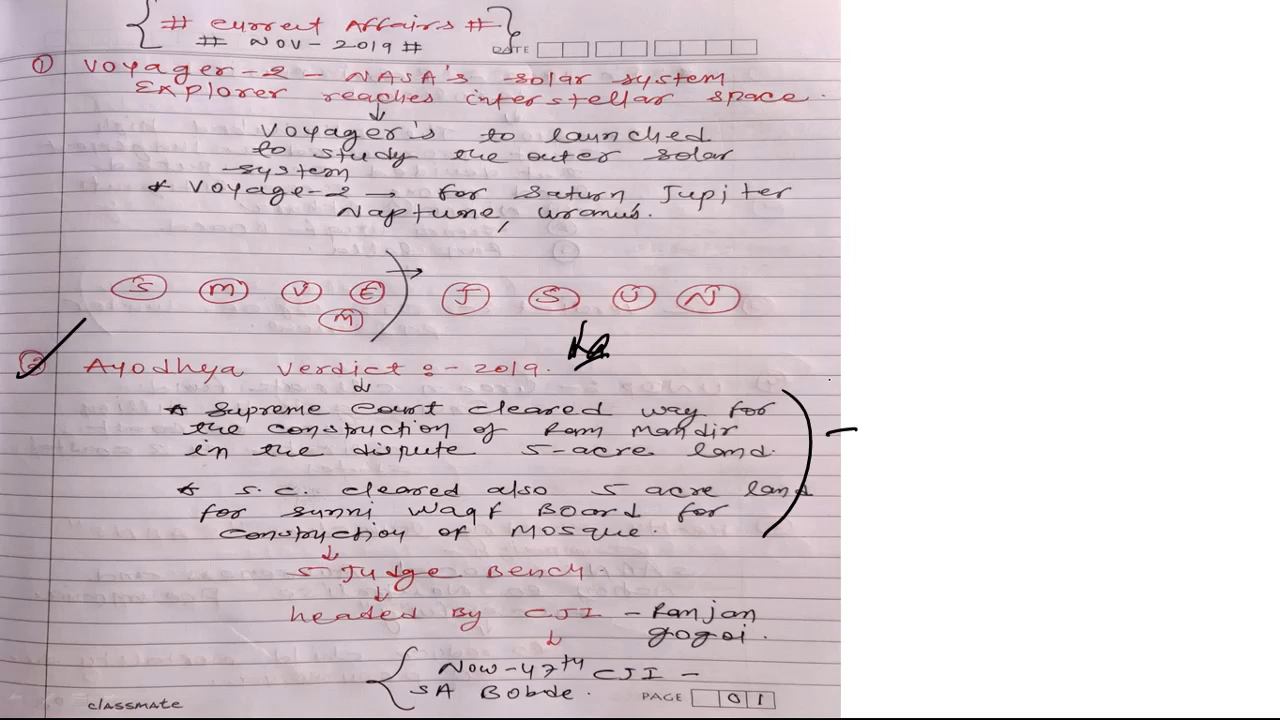 # Current Affairs #
# NOV-2019 #
DATE
① Voyager-2 - NASA's solar system
Explorer reaches interstellar space.
Voyager's to launched
to study the outer solar
system
* Voyage-2 → for Saturn, Jupiter
Naptune, uranus.
S M V E J S U N
M
② Ayodhya Verdict :- 2019.
* Supreme Court cleared way for
the construction of Ram Mandir
in the dispute 5-acre land.
* S.C. cleared also 5 acre land
for Sunni Waqf Board for
Construction of Mosque.
5 Judge Bench.
headed By CJI - Ranjan
gogoi.
Now-47th CJI -
SA Bobde.
classmate
PAGE 01